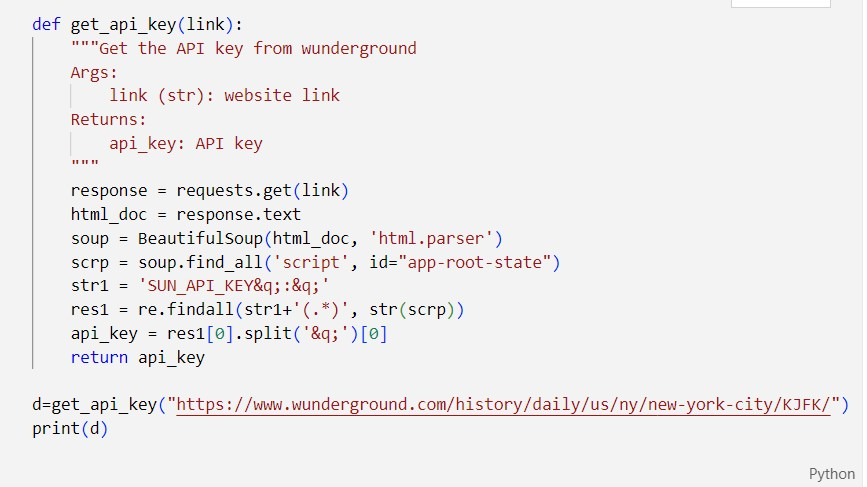 def get_api_key(link):
"""Get the API key from wunderground
Args:
link (str): website link
Returns:
api_key: API key
"""
response = requests.get(link)
html_doc = response.text
soup = BeautifulSoup(html_doc, 'html.parser')
scrp = soup.find_all('script', id="app-root-state")
str1 = 'SUN_API_KEY&q;:&q;'
res1 = re.findall(str1+'(.*)', str(scrp))
api_key = res1[0].split('&q;')[0]
return api_key
d=get_api_key("https://www.wunderground.com/history/daily/us/ny/new-york-city/KJFK/")
print(d)
Python